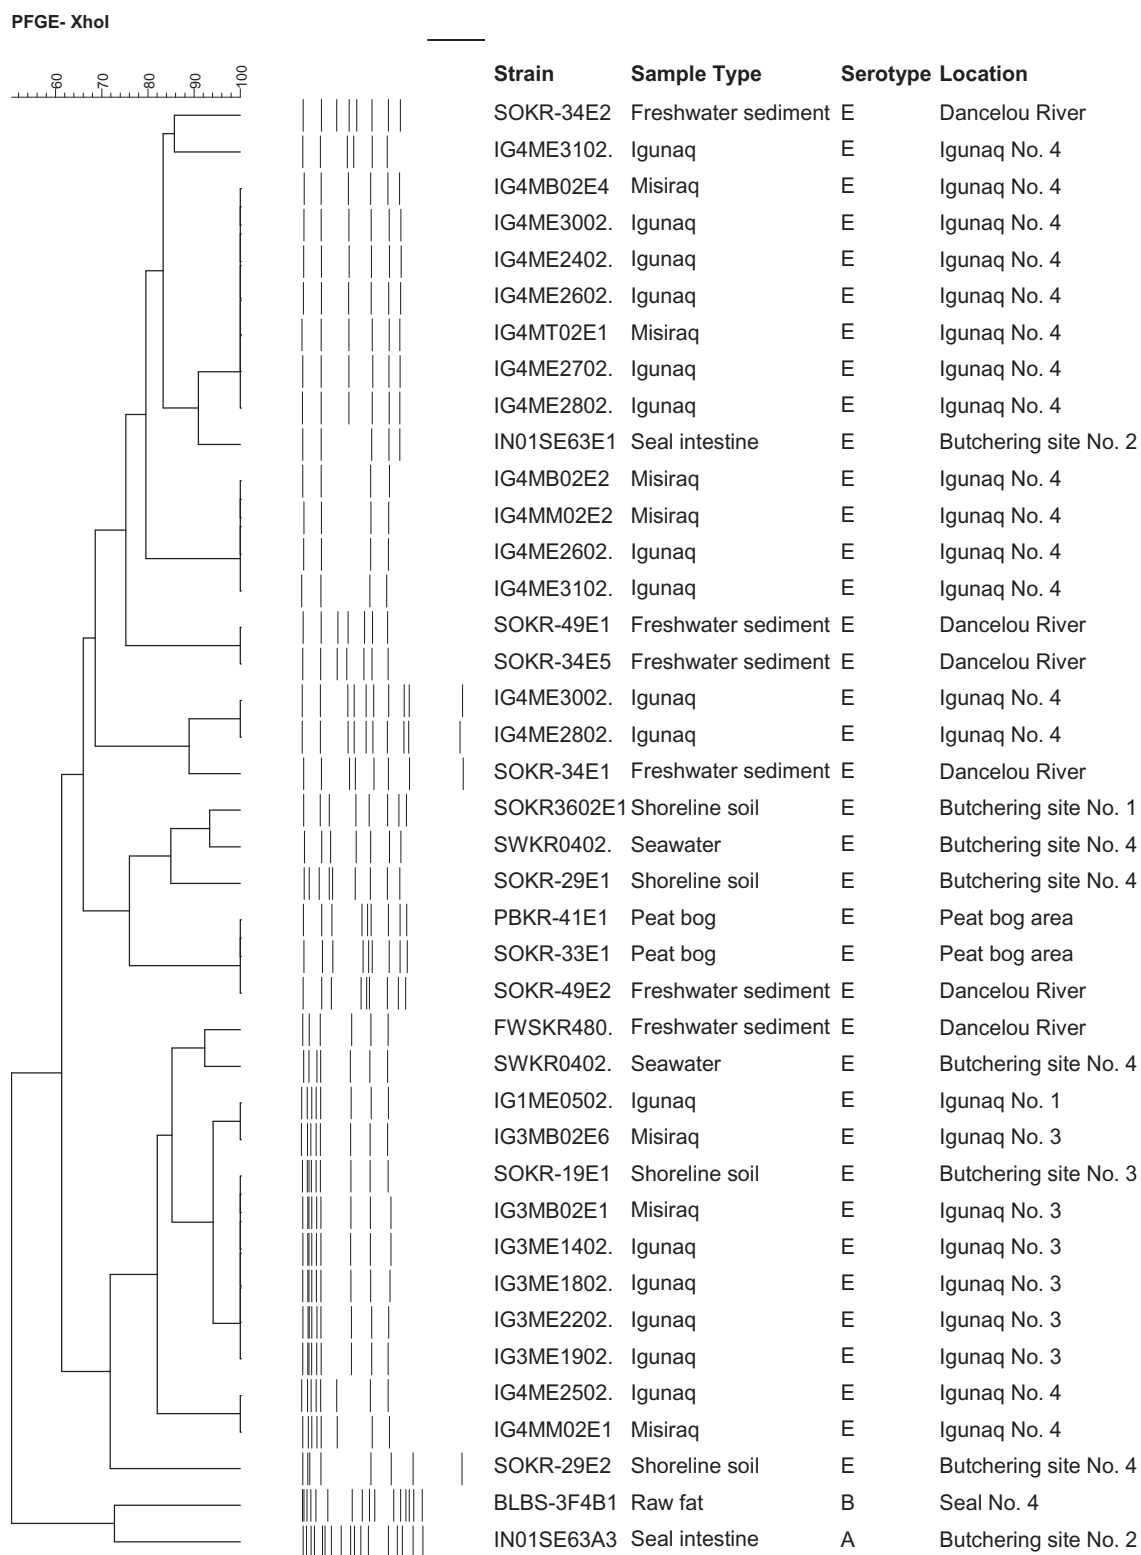 PFGE- XhoI
60 70 80 90 100
Strain Sample Type Serotype Location
SOKR-34E2 Freshwater sediment E Dancelou River
IG4ME3102. Igunaq E Igunaq No. 4
IG4MB02E4 Misiraq E Igunaq No. 4
IG4ME3002. Igunaq E Igunaq No. 4
IG4ME2402. Igunaq E Igunaq No. 4
IG4ME2602. Igunaq E Igunaq No. 4
IG4MT02E1 Misiraq E Igunaq No. 4
IG4ME2702. Igunaq E Igunaq No. 4
IG4ME2802. Igunaq E Igunaq No. 4
IN01SE63E1 Seal intestine E Butchering site No. 2
IG4MB02E2 Misiraq E Igunaq No. 4
IG4MM02E2 Misiraq E Igunaq No. 4
IG4ME2602. Igunaq E Igunaq No. 4
IG4ME3102. Igunaq E Igunaq No. 4
SOKR-49E1 Freshwater sediment E Dancelou River
SOKR-34E5 Freshwater sediment E Dancelou River
IG4ME3002. Igunaq E Igunaq No. 4
IG4ME2802. Igunaq E Igunaq No. 4
SOKR-34E1 Freshwater sediment E Dancelou River
SOKR3602E1 Shoreline soil E Butchering site No. 1
SWKR0402. Seawater E Butchering site No. 4
SOKR-29E1 Shoreline soil E Butchering site No. 4
PBKR-41E1 Peat bog E Peat bog area
SOKR-33E1 Peat bog E Peat bog area
SOKR-49E2 Freshwater sediment E Dancelou River
FWSKR480. Freshwater sediment E Dancelou River
SWKR0402. Seawater E Butchering site No. 4
IG1ME0502. Igunaq E Igunaq No. 1
IG3MB02E6 Misiraq E Igunaq No. 3
SOKR-19E1 Shoreline soil E Butchering site No. 3
IG3MB02E1 Misiraq E Igunaq No. 3
IG3ME1402. Igunaq E Igunaq No. 3
IG3ME1802. Igunaq E Igunaq No. 3
IG3ME2202. Igunaq E Igunaq No. 3
IG3ME1902. Igunaq E Igunaq No. 3
IG4ME2502. Igunaq E Igunaq No. 4
IG4MM02E1 Misiraq E Igunaq No. 4
SOKR-29E2 Shoreline soil E Butchering site No. 4
BLBS-3F4B1 Raw fat B Seal No. 4
IN01SE63A3 Seal intestine A Butchering site No. 2